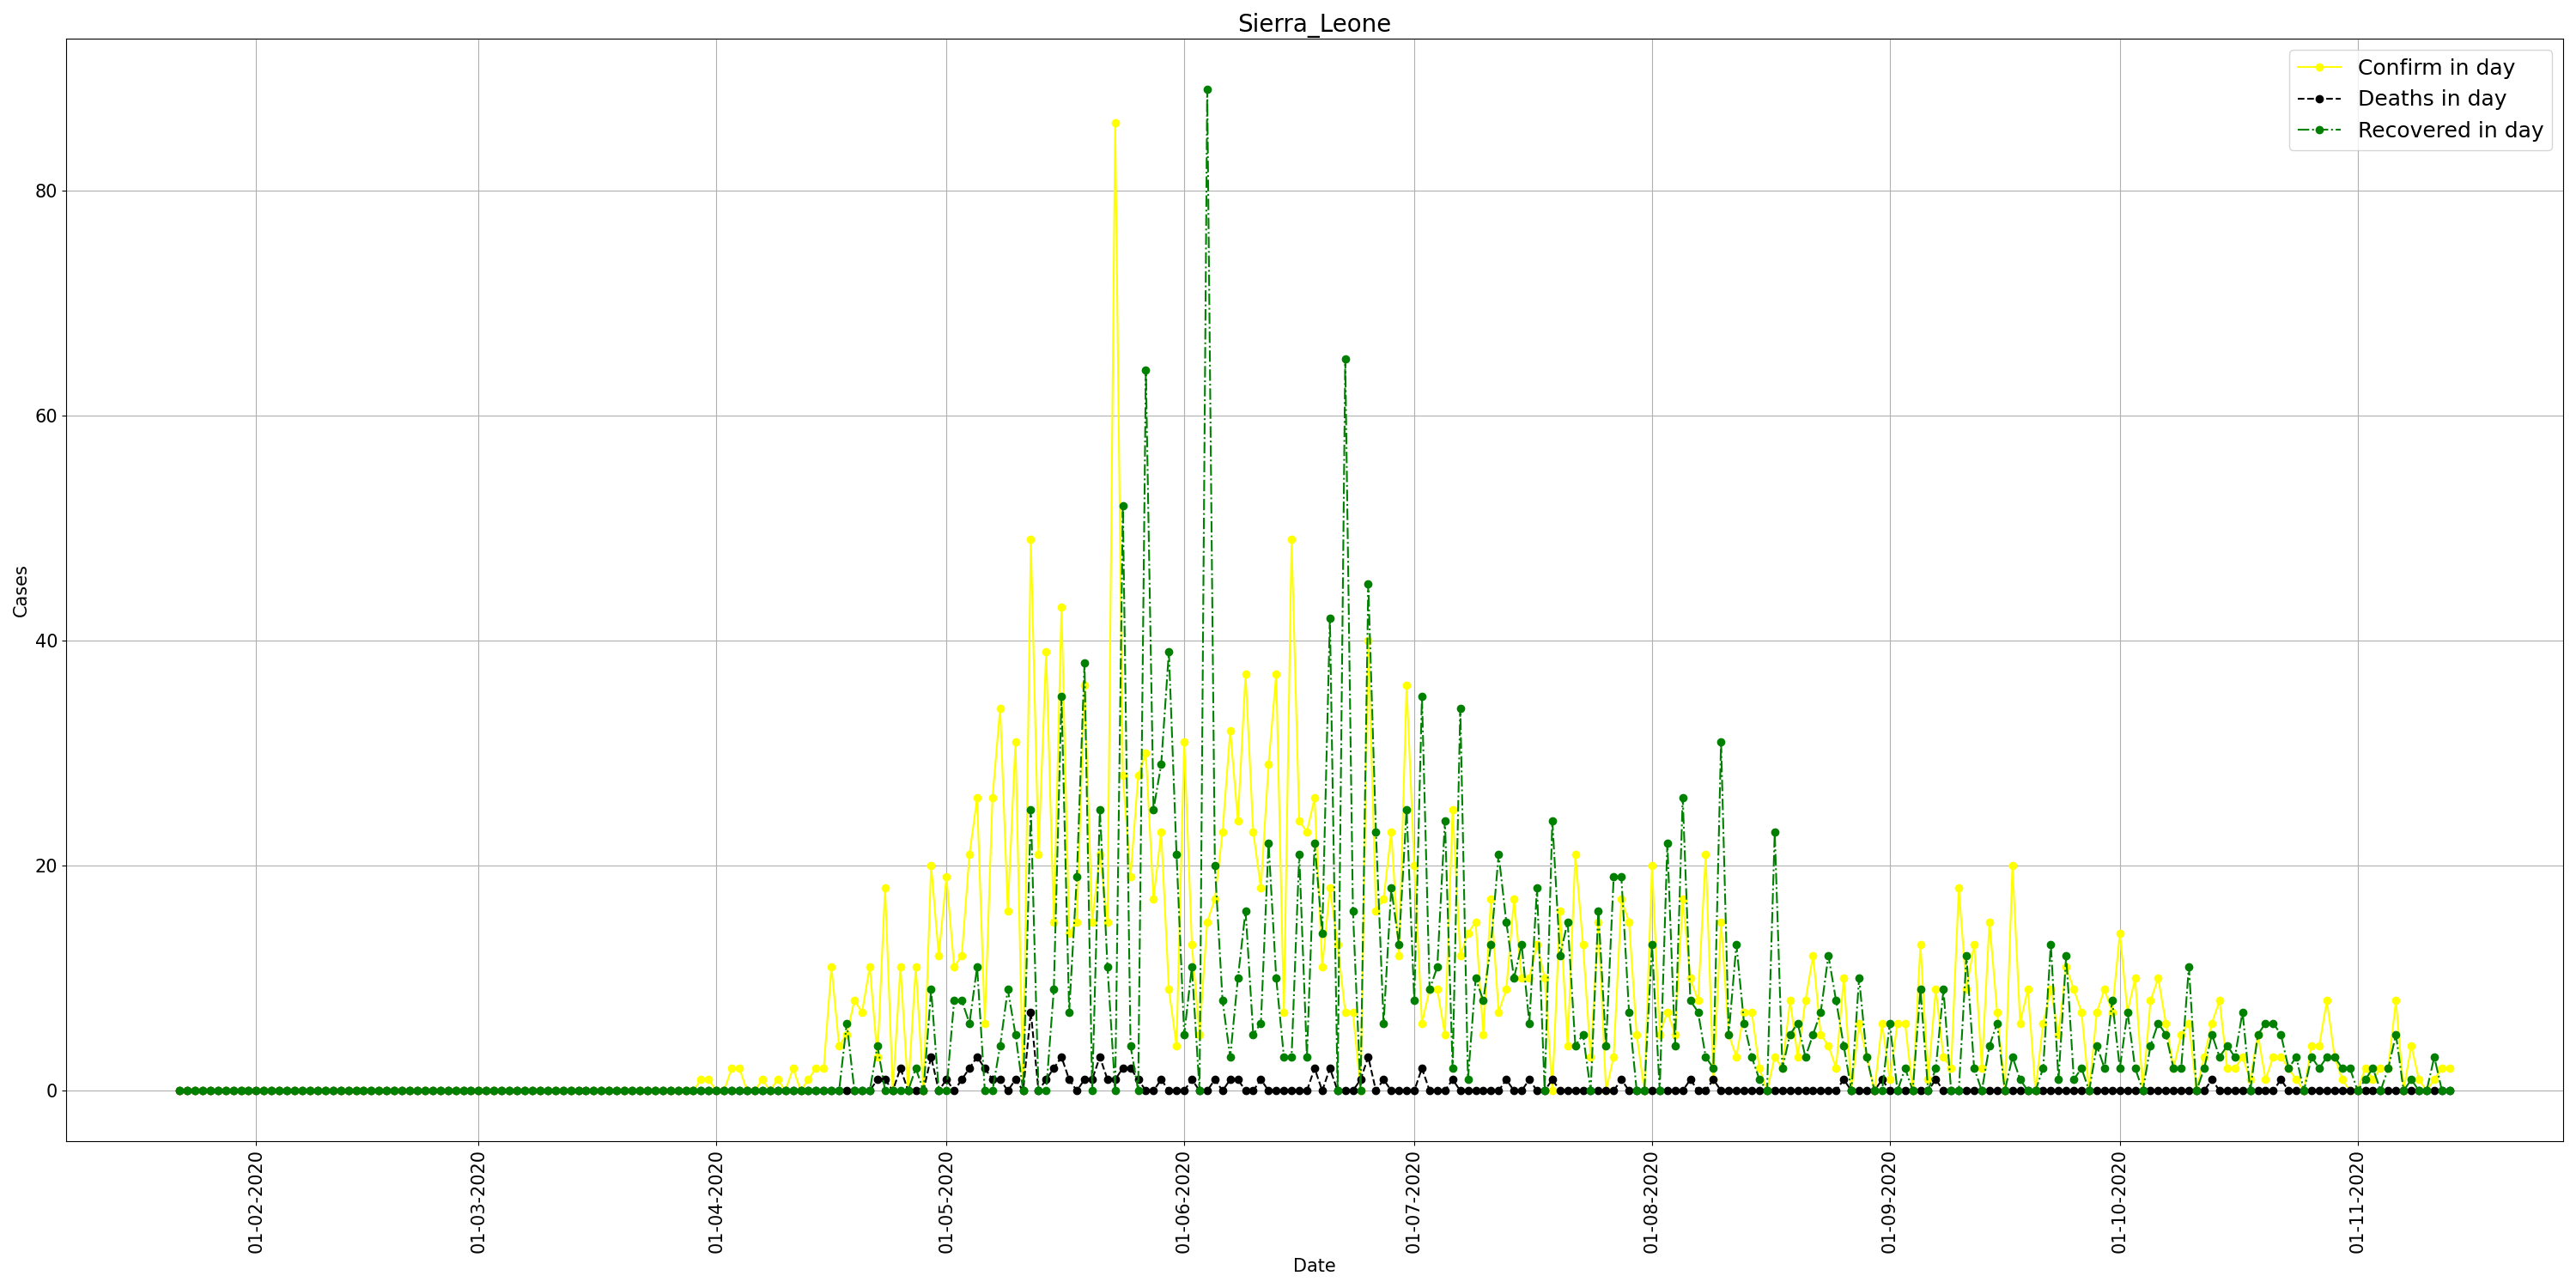 Sierra_Leone
Confirm in day
Deaths in day
Recovered in day
Cases
80
60
40
20
0
01-02-2020
01-03-2020
01-04-2020
01-05-2020
01-06-2020
01-07-2020
01-08-2020
01-09-2020
01-10-2020
01-11-2020
Date